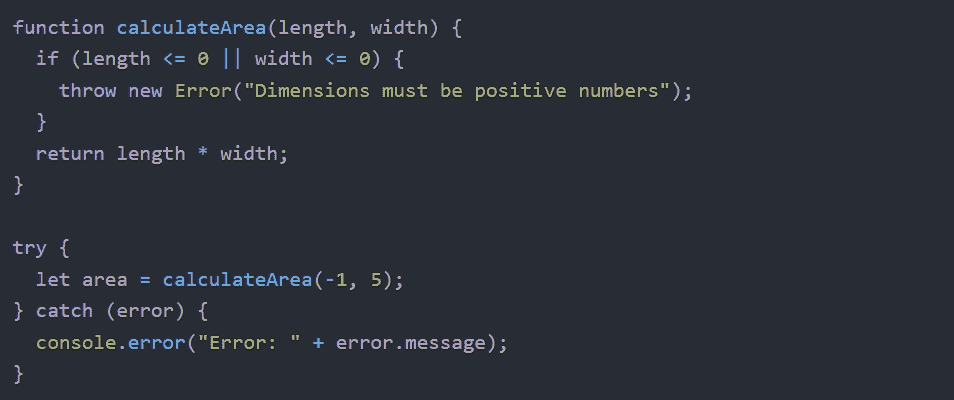 function calculateArea(length, width) {
  if (length <= 0 || width <= 0) {
    throw new Error("Dimensions must be positive numbers");
  }
  return length * width;
}

try {
  let area = calculateArea(-1, 5);
} catch (error) {
  console.error("Error: " + error.message);
}